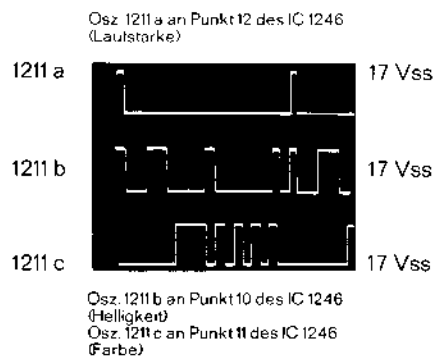 Osz. 1211 a an Punkt 12 des IC 1246
(Lautstärke)
1211 a 17 Vss
1211 b 17 Vss
1211 c 17 Vss
Osz. 1211 b an Punkt 10 des IC 1246
(Helligkeit)
Osz. 1211 c an Punkt 11 des IC 1246
(Farbe)